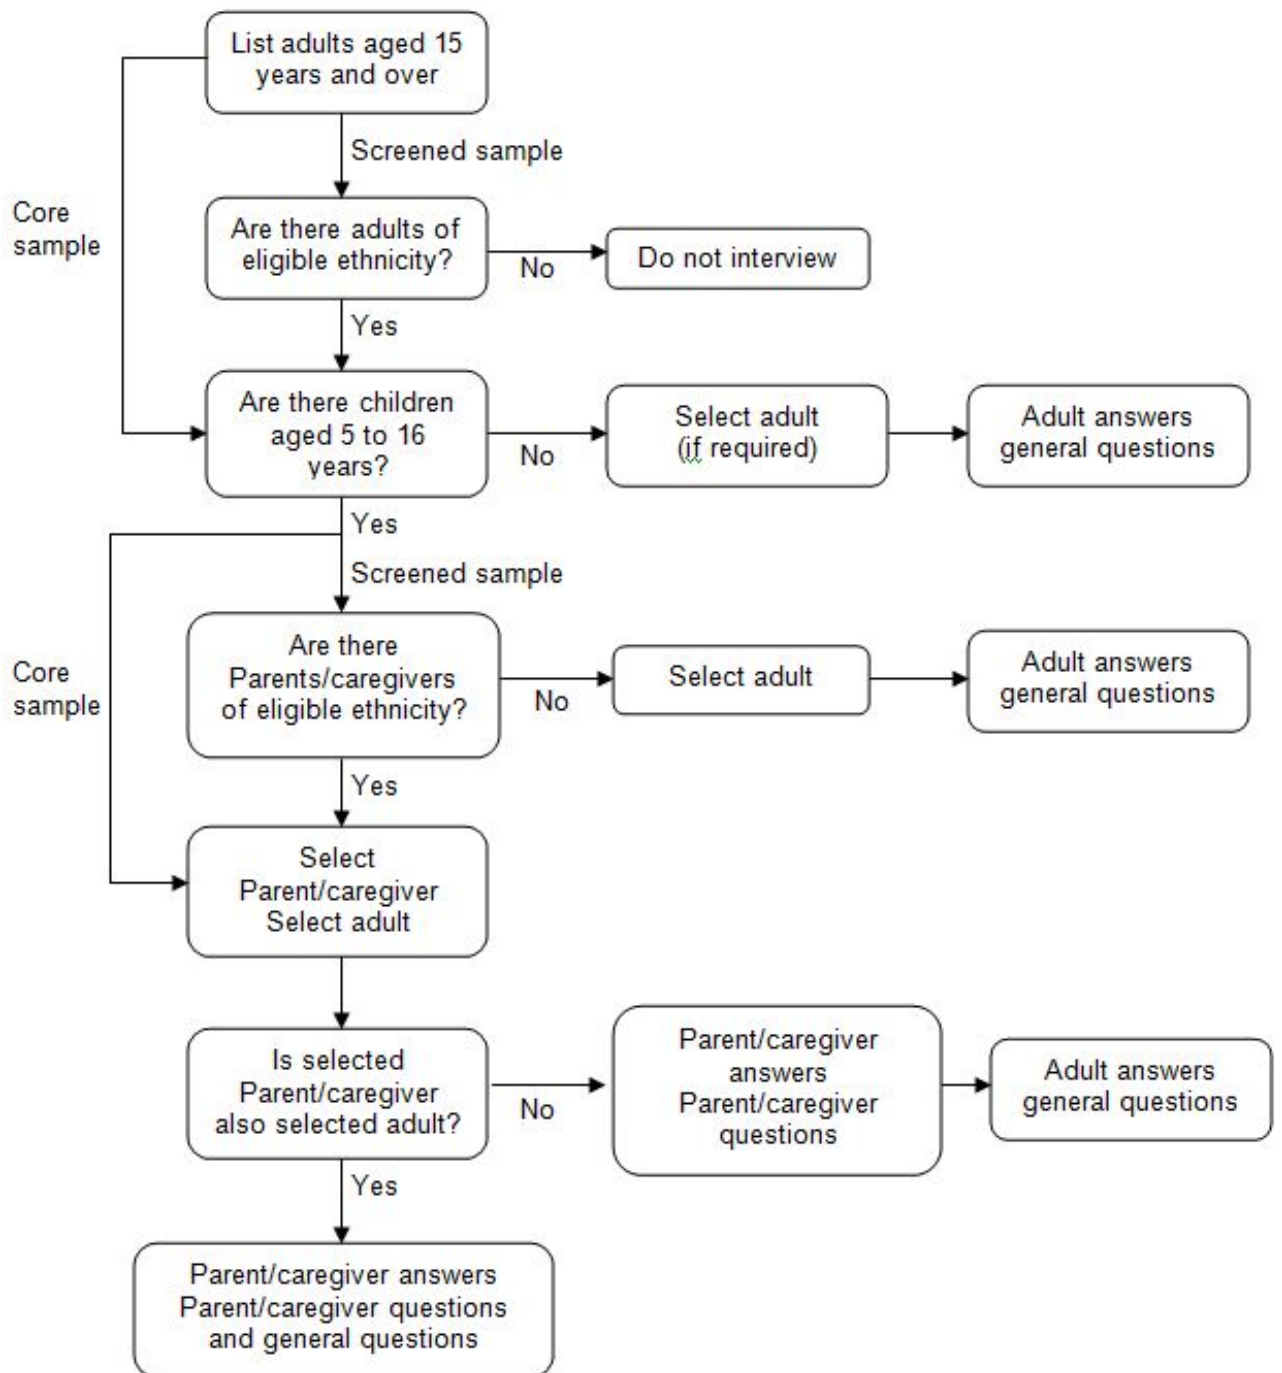 List adults aged 15
years and over
Screened sample
Core
sample
Are there adults of
eligible ethnicity?
No
Do not interview
Yes
Are there children
aged 5 to 16
years?
No
Select adult
(if required)
Adult answers
general questions
Yes
Screened sample
Core
sample
Are there
Parents/caregivers
of eligible ethnicity?
No
Select adult
Adult answers
general questions
Yes
Select
Parent/caregiver
Select adult
Is selected
Parent/caregiver
also selected adult?
No
Parent/caregiver
answers
Parent/caregiver
questions
Adult answers
general questions
Yes
Parent/caregiver answers
Parent/caregiver questions
and general questions